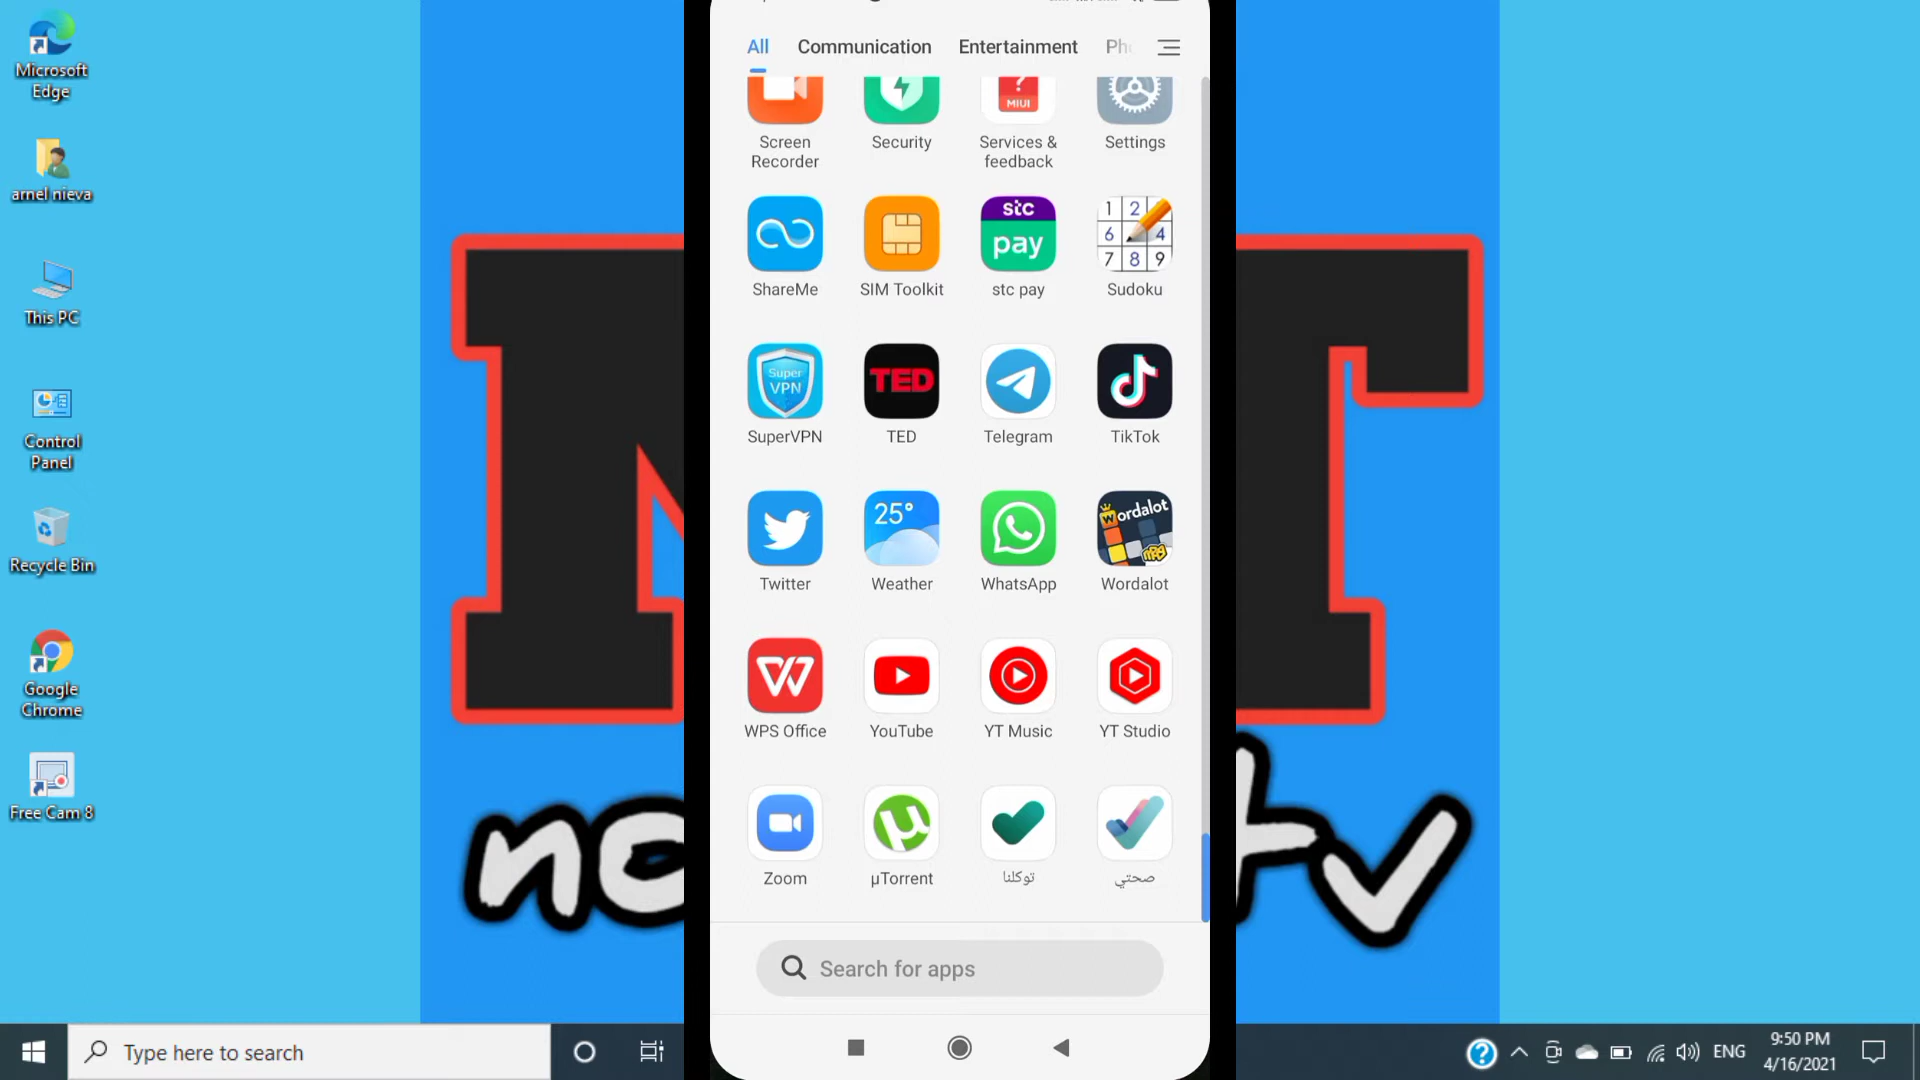 Microsoft
Edge
arnel nieva
This PC
Control
Panel
Recycle Bin
Google
Chrome
Free Cam 8
All Communication Entertainment
MIUI
Screen
Recorder
Security
Services &
feedback
Settings
stc
pay
1 2
6 4
7 8 9
ShareMe SIM Toolkit stc pay Sudoku
Super
VPN
TED
SuperVPN TED Telegram TikTok
25°
Wordalot
Twitter Weather WhatsApp Wordalot
WPS Office YouTube YT Music YT Studio
Zoom µTorrent توكلنا صحتي
Search for apps
Type here to search
ENG
9:50 PM
4/16/2021